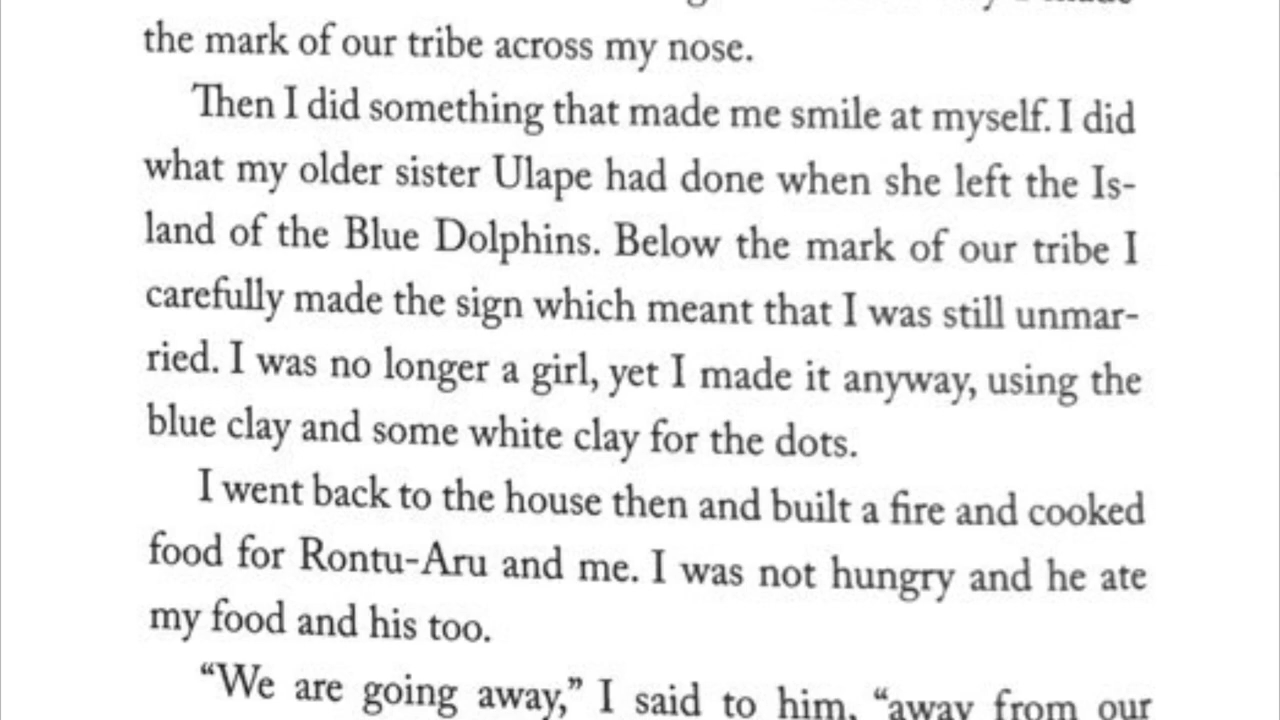 the mark of our tribe across my nose.
Then I did something that made me smile at myself. I did
what my older sister Ulape had done when she left the Is-
land of the Blue Dolphins. Below the mark of our tribe I
carefully made the sign which meant that I was still unmar-
ried. I was no longer a girl, yet I made it anyway, using the
blue clay and some white clay for the dots.
I went back to the house then and built a fire and cooked
food for Rontu-Aru and me. I was not hungry and he ate
my food and his too.
“We are going away,” I said to him, “away from our